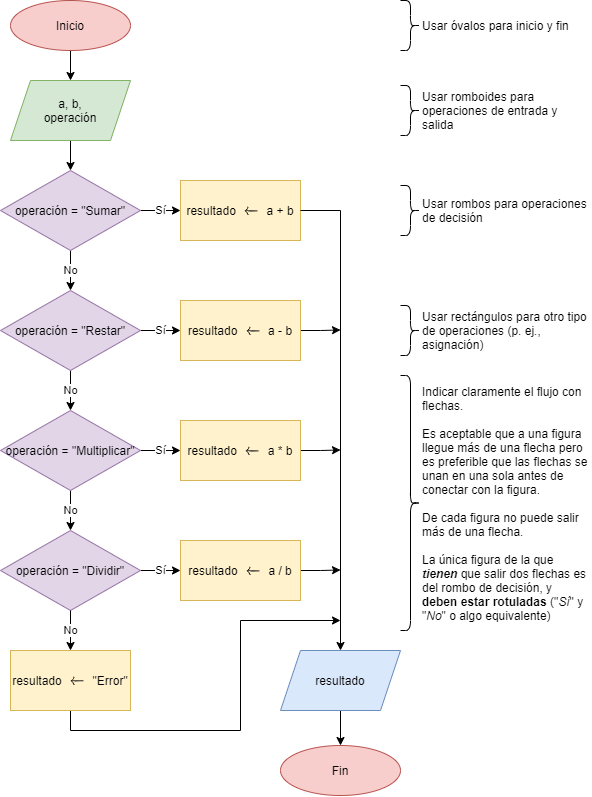 Inicio
Usar óvalos para inicio y fin
a, b,
operación
Usar romboides para
operaciones de entrada y
salida
operación = "Sumar"
Sí
resultado ← a + b
Usar rombos para operaciones
de decisión
No
operación = "Restar"
Sí
resultado ← a - b
Usar rectángulos para otro tipo
de operaciones (p. ej.,
asignación)
No
operación = "Multiplicar"
Sí
resultado ← a * b
Indicar claramente el flujo con
flechas.
Es aceptable que a una figura
llegue más de una flecha pero
es preferible que las flechas se
unan en una sola antes de
conectar con la figura.
De cada figura no puede salir
más de una flecha.
La única figura de la que
tienen que salir dos flechas es
del rombo de decisión, y
deben estar rotuladas ("Sí" y
"No" o algo equivalente)
No
operación = "Dividir"
Sí
resultado ← a / b
No
resultado ← "Error"
resultado
Fin